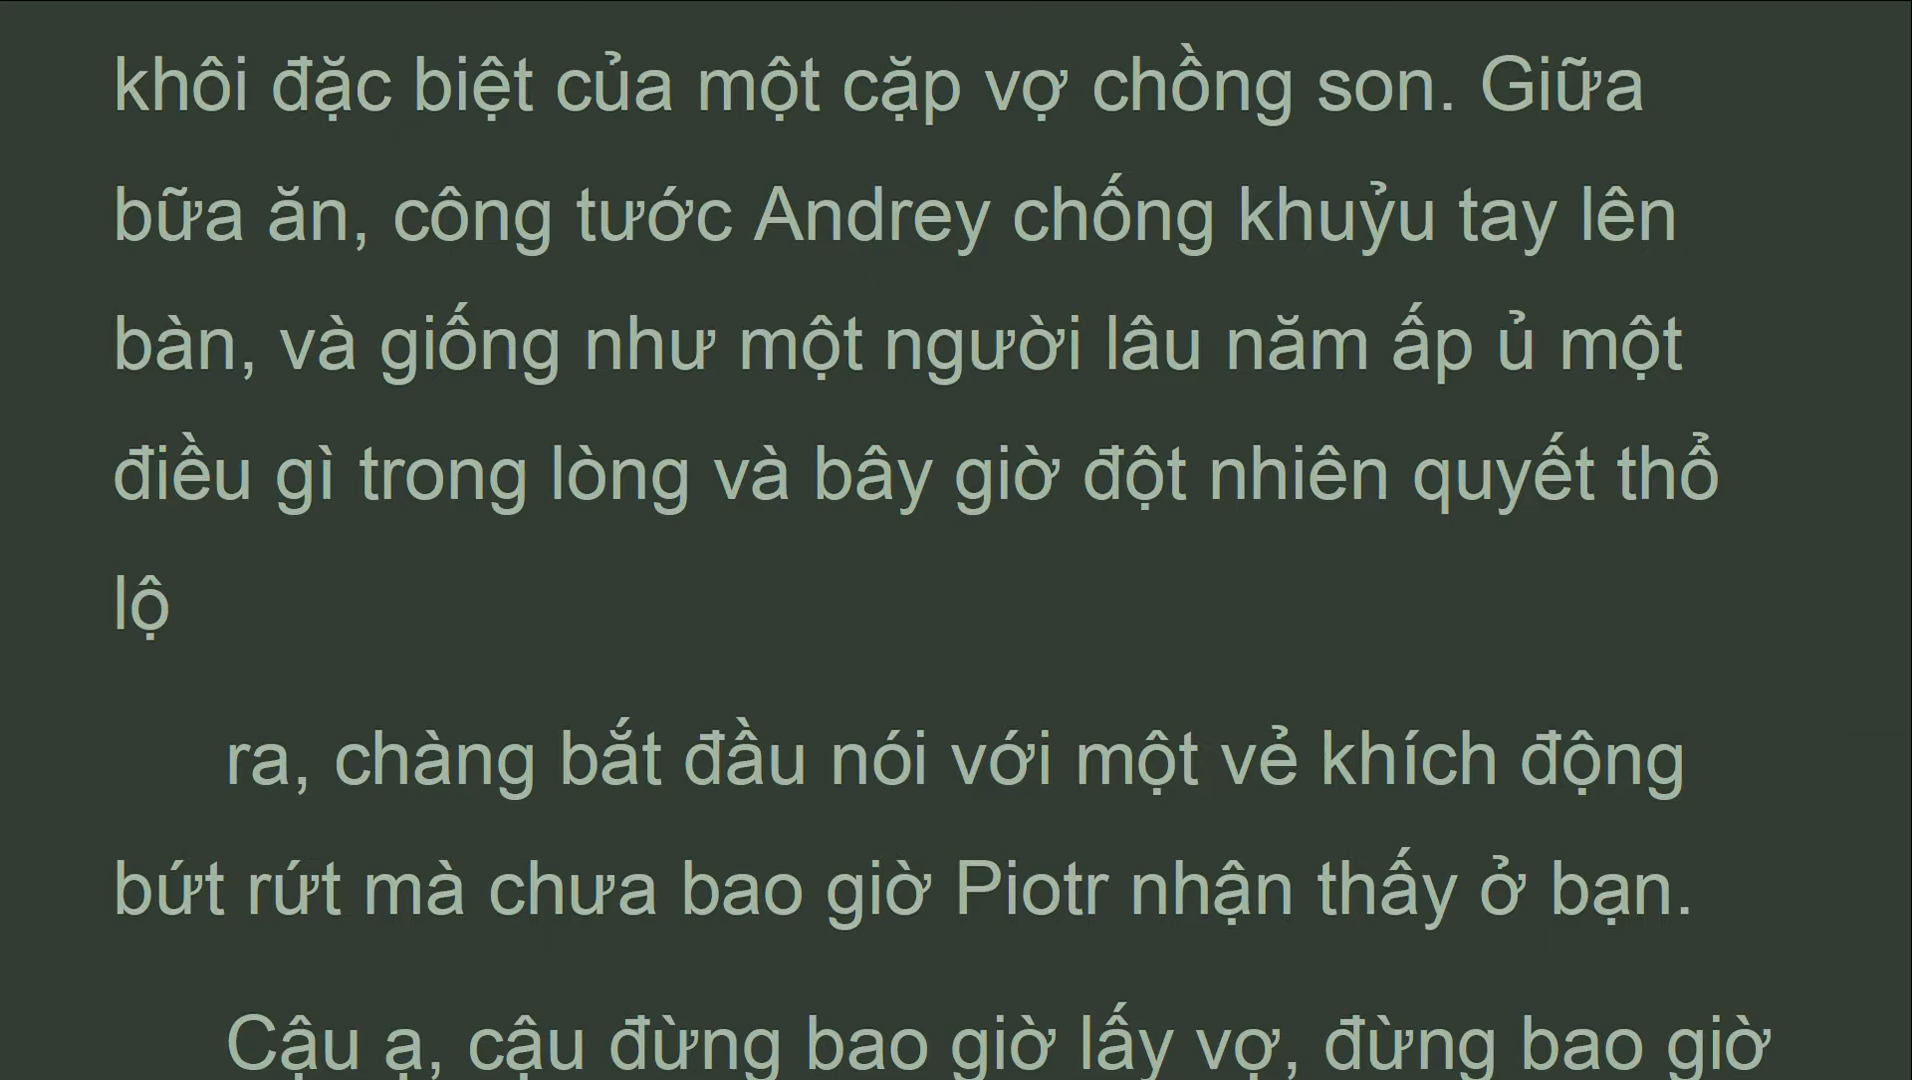 khôi đặc biệt của một cặp vợ chồng son. Giữa
bữa ăn, công tước Andrey chống khuỷu tay lên
bàn, và giống như một người lâu năm ấp ủ một
điều gì trong lòng và bây giờ đột nhiên quyết thổ
lộ
ra, chàng bắt đầu nói với một vẻ khích động
bứt rứt mà chưa bao giờ Piotr nhận thấy ở bạn.
Cậu ạ, cậu đừng bao giờ lấy vợ, đừng bao giờ